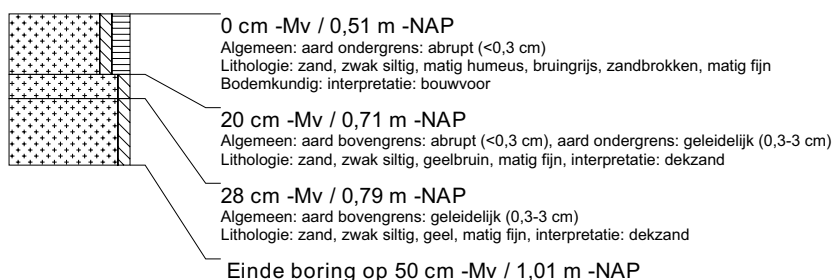 0 cm -Mv / 0,51 m -NAP
Algemeen: aard ondergrens: abrupt (<0,3 cm)
Lithologie: zand, zwak siltig, matig humeus, bruingrijs, zandbrokken, matig fijn
Bodemkundig: interpretatie: bouwvoor
20 cm -Mv / 0,71 m -NAP
Algemeen: aard bovengrens: abrupt (<0,3 cm), aard ondergrens: geleidelijk (0,3-3 cm)
Lithologie: zand, zwak siltig, geelbruin, matig fijn, interpretatie: dekzand
28 cm -Mv / 0,79 m -NAP
Algemeen: aard bovengrens: geleidelijk (0,3-3 cm)
Lithologie: zand, zwak siltig, geel, matig fijn, interpretatie: dekzand
Einde boring op 50 cm -Mv / 1,01 m -NAP